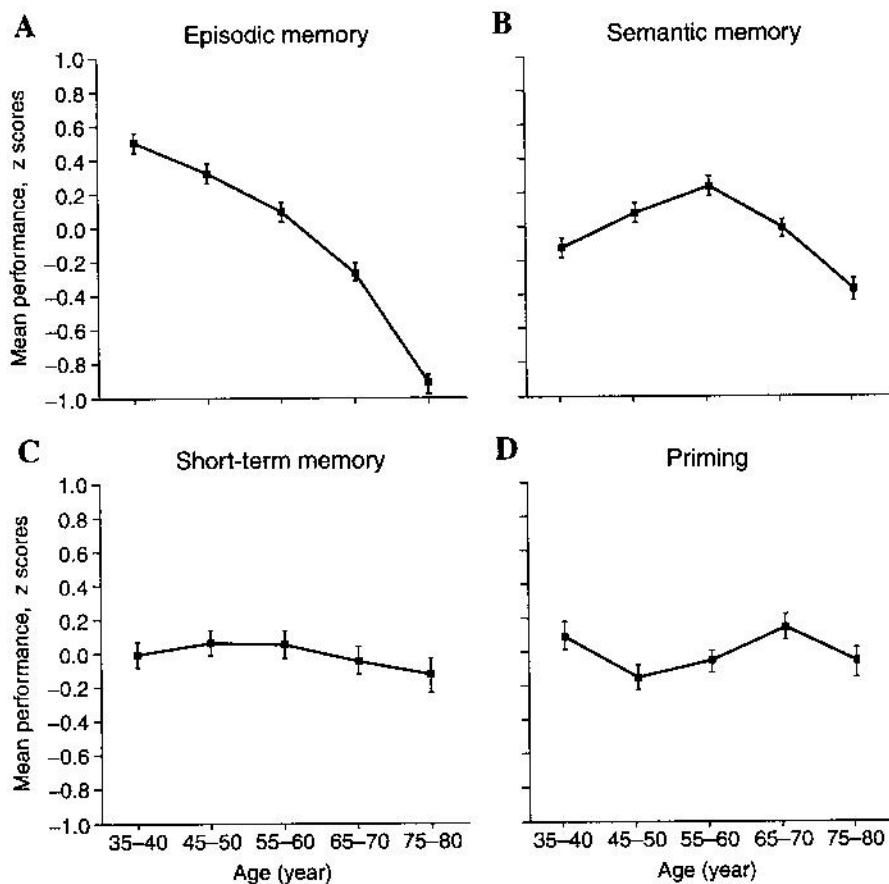 A
Episodic memory
B
Semantic memory
Mean performance, z scores
1.0
0.8
0.6
0.4
0.2
0.0
−0.2
−0.4
−0.6
−0.8
−1.0
C
Short-term memory
D
Priming
Mean performance, z scores
1.0
0.8
0.6
0.4
0.2
0.0
−0.2
−0.4
−0.6
−0.8
−1.0
35–40 45–50 55–60 65–70 75–80
Age (year)
35–40 45–50 55–60 65–70 75–80
Age (year)